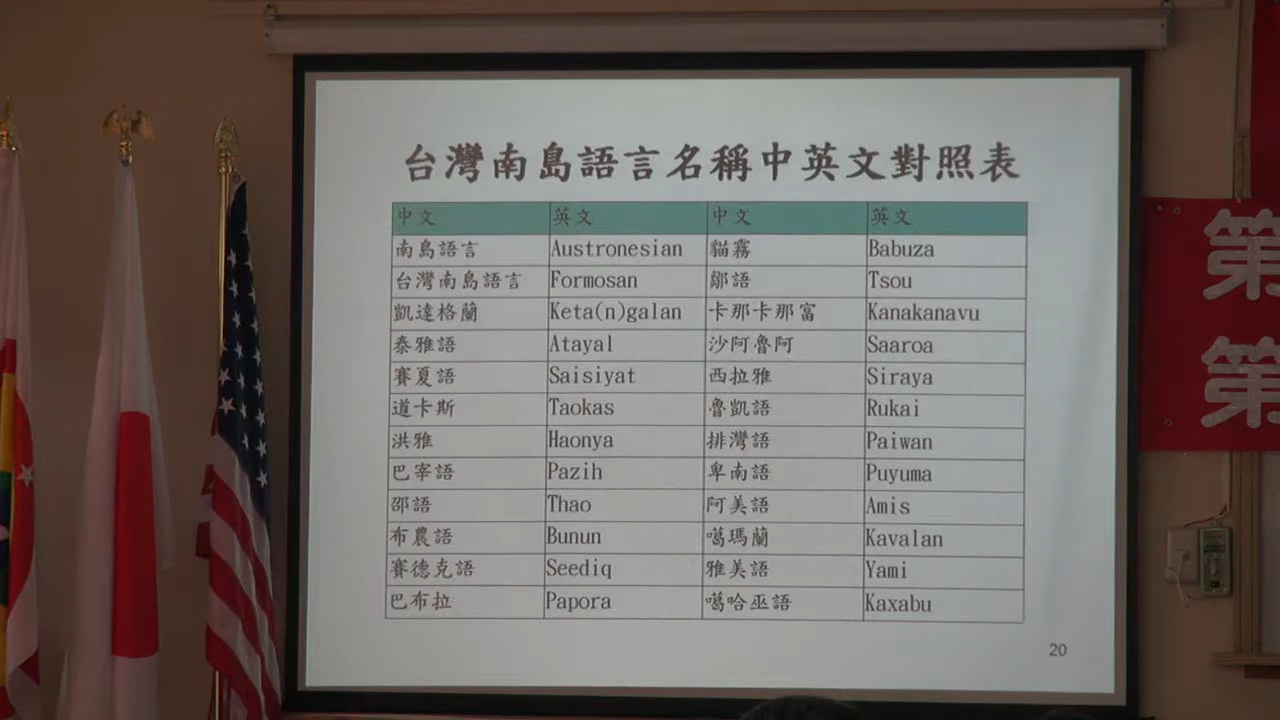 台灣南島語言名稱中英文對照表
中文 英文 中文 英文
南島語言 Austronesian 貓霧 Babuza
台灣南島語言 Formosan 鄒語 Tsou
凱達格蘭 Keta(n)galan 卡那卡那富 Kanakanavu
泰雅語 Atayal 沙阿魯阿 Saaroa
賽夏語 Saisiyat 西拉雅 Siraya
道卡斯 Taokas 魯凱語 Rukai
洪雅 Haonya 排灣語 Paiwan
巴宰語 Pazih 卑南語 Puyuma
邵語 Thao 阿美語 Amis
布農語 Bunun 噶瑪蘭 Kavalan
賽德克語 Seediq 雅美語 Yami
巴布拉 Papora 噶哈巫語 Kaxabu
20
第
第